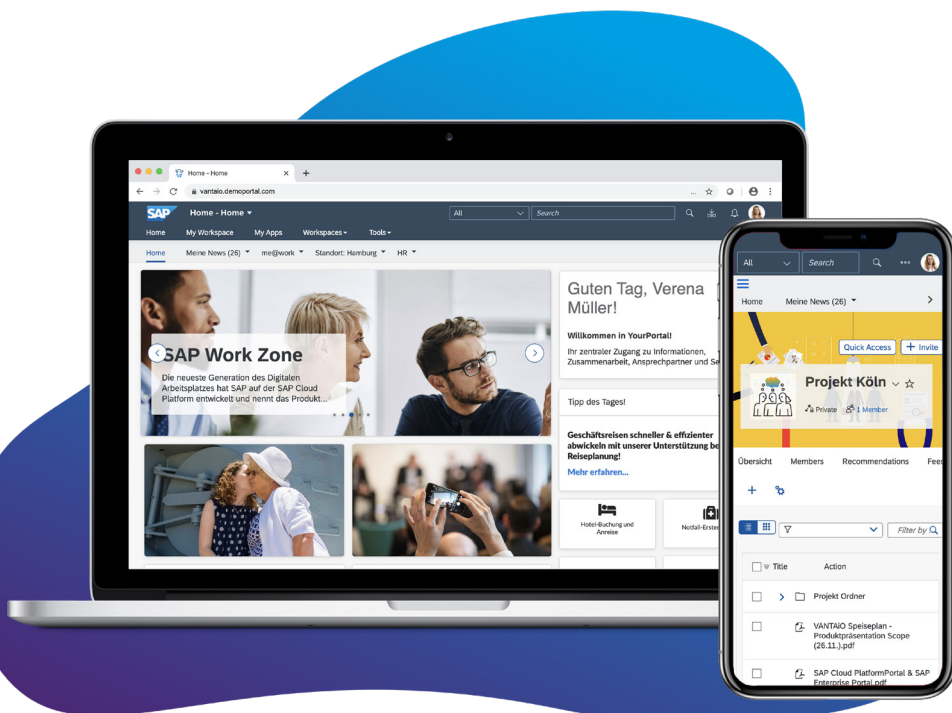 Home - Home
vantaio.demoportal.com
SAP Home - Home
All Search
Home My Workspace My Apps Workspaces Tools
Home Meine News (26) me@work Standort: Hamburg HR
SAP Work Zone
Die neueste Generation des Digitalen
Arbeitsplatzes hat SAP auf der SAP Cloud
Platform entwickelt und nennt das Produkt...
Guten Tag, Verena
Müller!
Willkommen in YourPortal!
Ihr zentraler Zugang zu Informationen,
Zusammenarbeit, Ansprechpartner und Se
Tipp des Tages!
Geschäftsreisen schneller & effizienter
abwickeln mit unserer Unterstützung be
Reiseplanung!
Mehr erfahren...
Hotel-Buchung und
Anreise
Notfall-Erste
All Search
Home Meine News (26)
Quick Access + Invite
Projekt Köln
Private 1 Member
Übersicht Members Recommendations Fee
Filter by
Title Action
Projekt Ordner
VANTAiO Speiseplan -
Produktpräsentation Scope
(26.11.).pdf
SAP Cloud PlatformPortal & SAP
Enterprise Portal.pdf